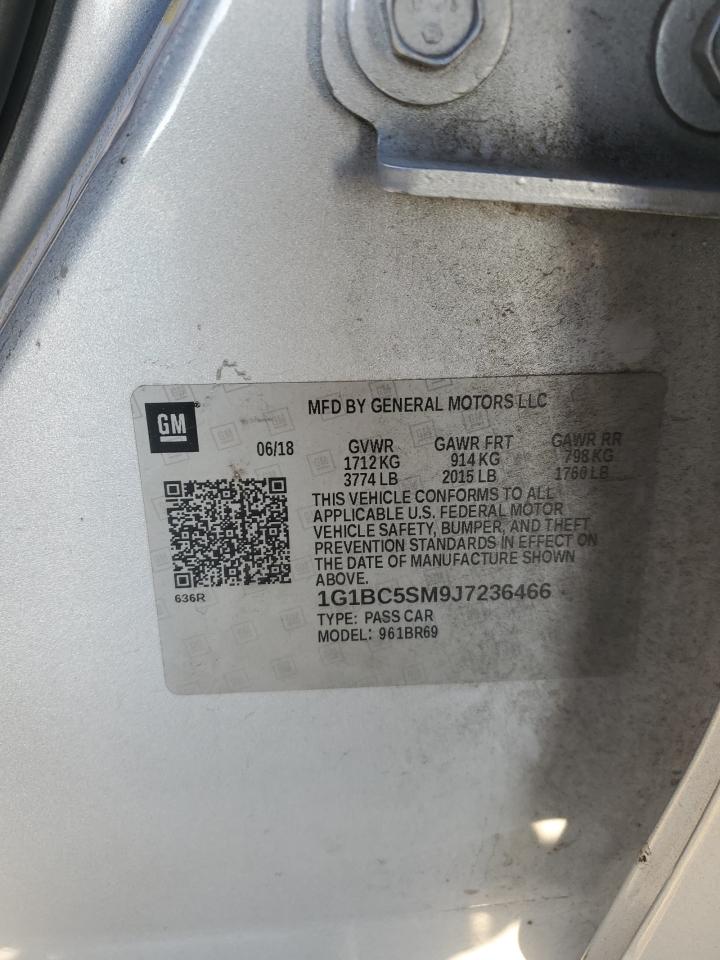 GM
MFD BY GENERAL MOTORS LLC
06/18
GVWR GAWR FRT GAWR RR
1712 KG 914 KG 798 KG
3774 LB 2015 LB 1760 LB
THIS VEHICLE CONFORMS TO ALL
APPLICABLE U.S. FEDERAL MOTOR
VEHICLE SAFETY, BUMPER, AND THEFT
PREVENTION STANDARDS IN EFFECT ON
THE DATE OF MANUFACTURE SHOWN
ABOVE.
636R
1G1BC5SM9J7236466
TYPE: PASS CAR
MODEL: 961BR69